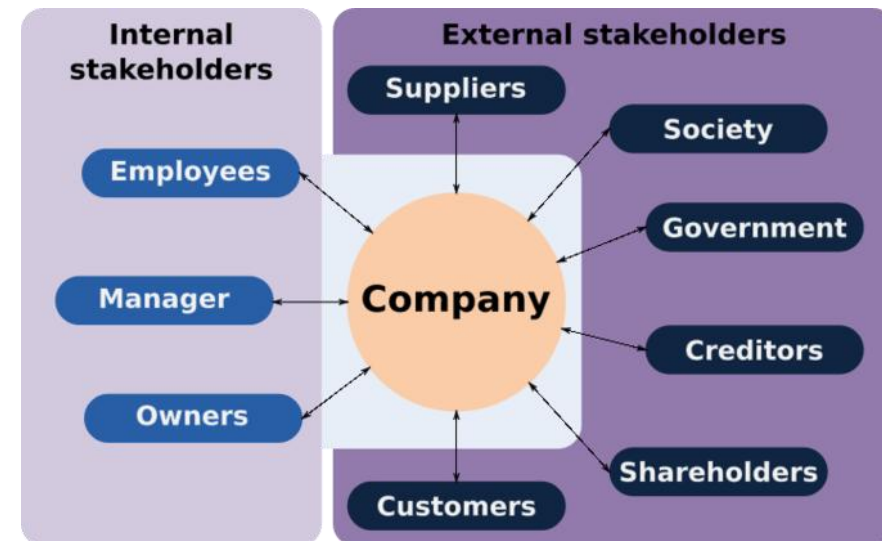 Internal
stakeholders
External stakeholders
Employees
Manager
Owners
Company
Suppliers
Society
Government
Creditors
Shareholders
Customers